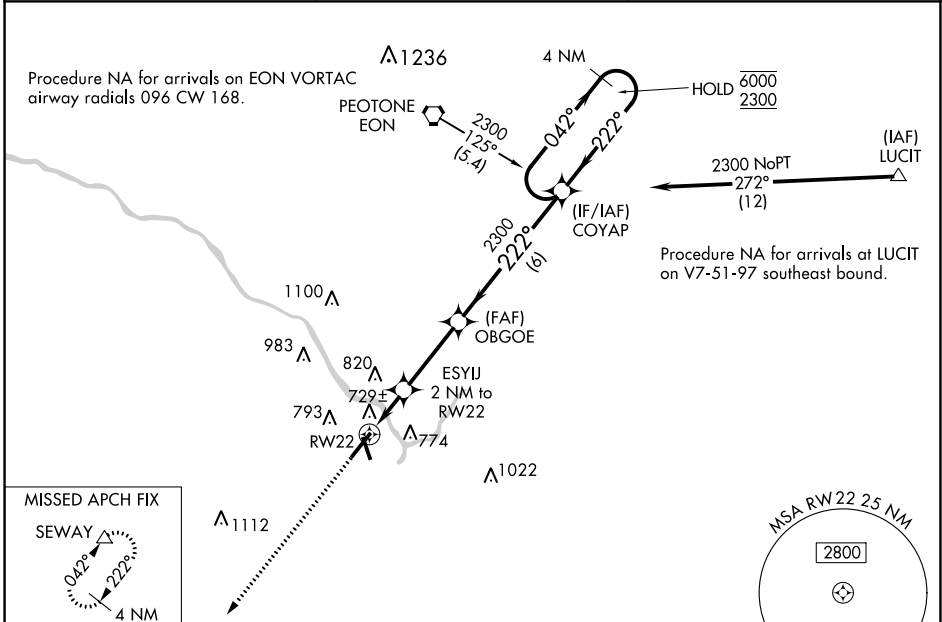 Procedure NA for arrivals on EON VORTAC
airway radials 096 CW 168.
1236
4 NM
HOLD 6000
2300
PEOTONE
EON
2300
125°
(5.4)
042°
222°
(IAF)
LUCIT
2300 NoPT
272°
(12)
(IF/IAF)
COYAP
2300
222°
(6)
Procedure NA for arrivals at LUCIT
on V7-51-97 southeast bound.
1100
(FAF)
OBGOE
983
820
ESYIJ
2 NM to
RW22
729±
793
RW22
774
1022
MISSED APCH FIX
SEWAY
042°
222°
4 NM
1112
MSA RW22 25 NM
2800